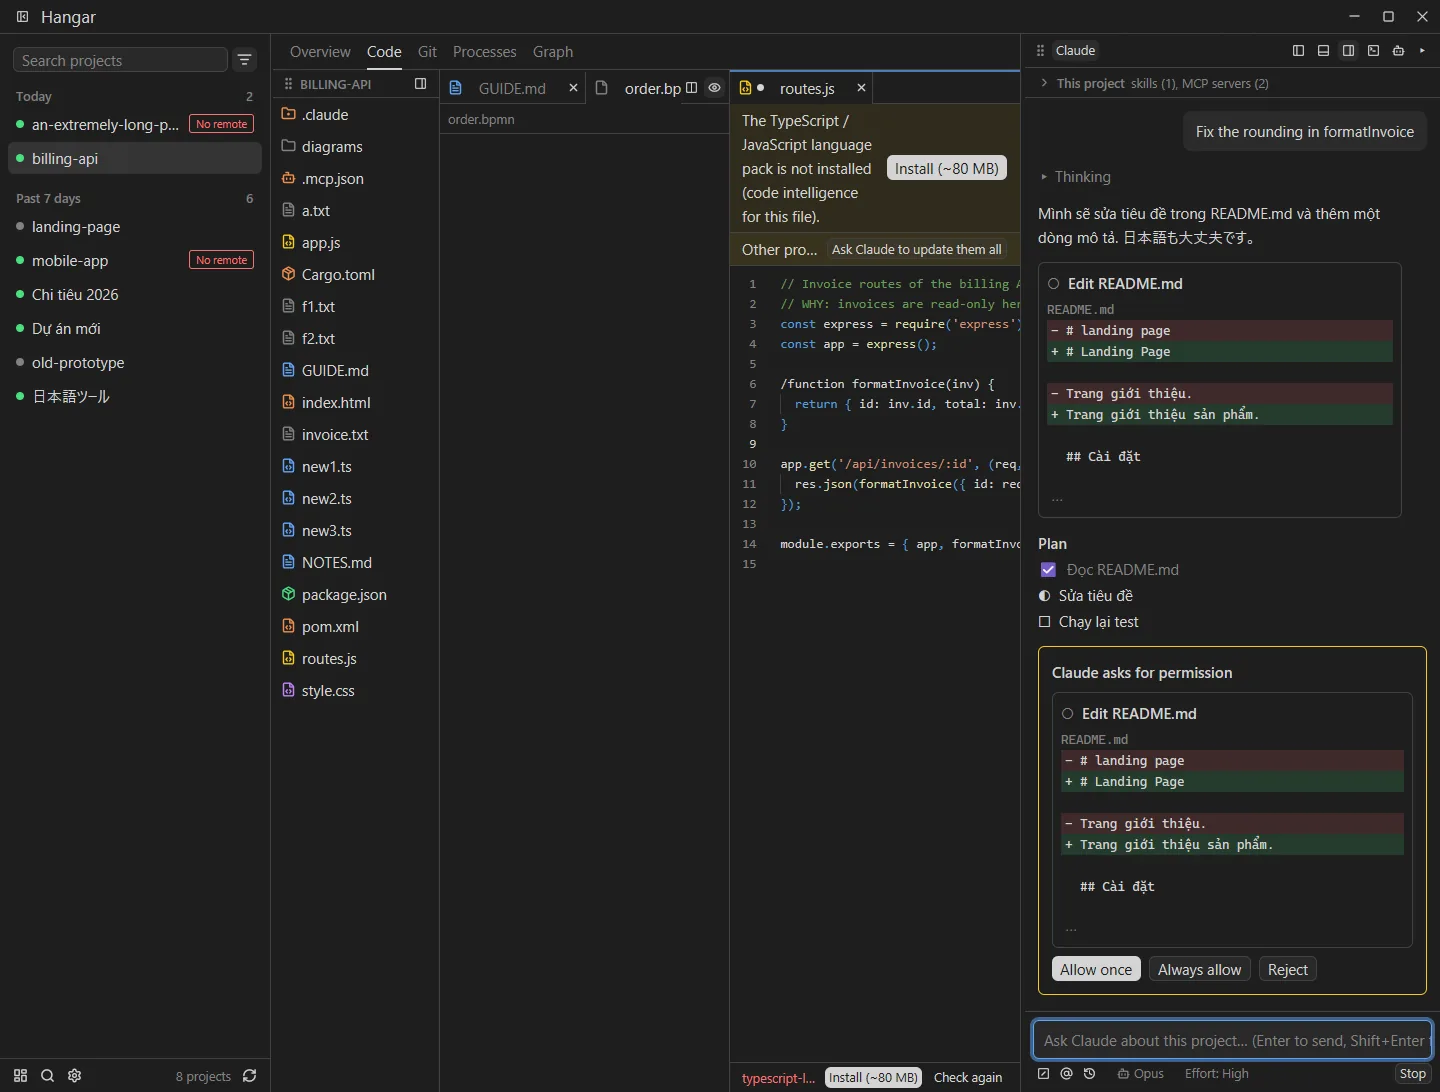 Hangar
Search projects
Today 2
an-extremely-long-p... No remote
billing-api
Past 7 days 6
landing-page
mobile-app No remote
Chi tiêu 2026
Dự án mới
old-prototype
日本語ツール
8 projects
Overview Code Git Processes Graph
BILLING-API
.claude
diagrams
.mcp.json
a.txt
app.js
Cargo.toml
f1.txt
f2.txt
GUIDE.md
index.html
invoice.txt
new1.ts
new2.ts
new3.ts
NOTES.md
package.json
pom.xml
routes.js
style.css
GUIDE.md order.bp
order.bpmn
routes.js
The TypeScript /
JavaScript language
pack is not installed
(code intelligence
for this file).
Install (~80 MB)
Other pro... Ask Claude to update them all
1 // Invoice routes of the billing A
2 // WHY: invoices are read-only her
3 const express = require('express')
4 const app = express();
5
6 /function formatInvoice(inv) {
7 return { id: inv.id, total: inv.
8 }
9
10 app.get('/api/invoices/:id', (req,
11 res.json(formatInvoice({ id: req
12 });
13
14 module.exports = { app, formatInvo
15
typescript-l... Install (~80 MB) Check again
Claude
This project skills (1), MCP servers (2)
Fix the rounding in formatInvoice
Thinking
Mình sẽ sửa tiêu đề trong README.md và thêm một
dòng mô tả. 日本語も大丈夫です。
Edit README.md
README.md
- # landing page
+ # Landing Page
- Trang giới thiệu.
+ Trang giới thiệu sản phẩm.
## Cài đặt
...
Plan
Đọc README.md
Sửa tiêu đề
Chạy lại test
Claude asks for permission
Edit README.md
README.md
- # landing page
+ # Landing Page
- Trang giới thiệu.
+ Trang giới thiệu sản phẩm.
## Cài đặt
...
Allow once Always allow Reject
Ask Claude about this project... (Enter to send, Shift+Enter
Opus Effort: High Stop